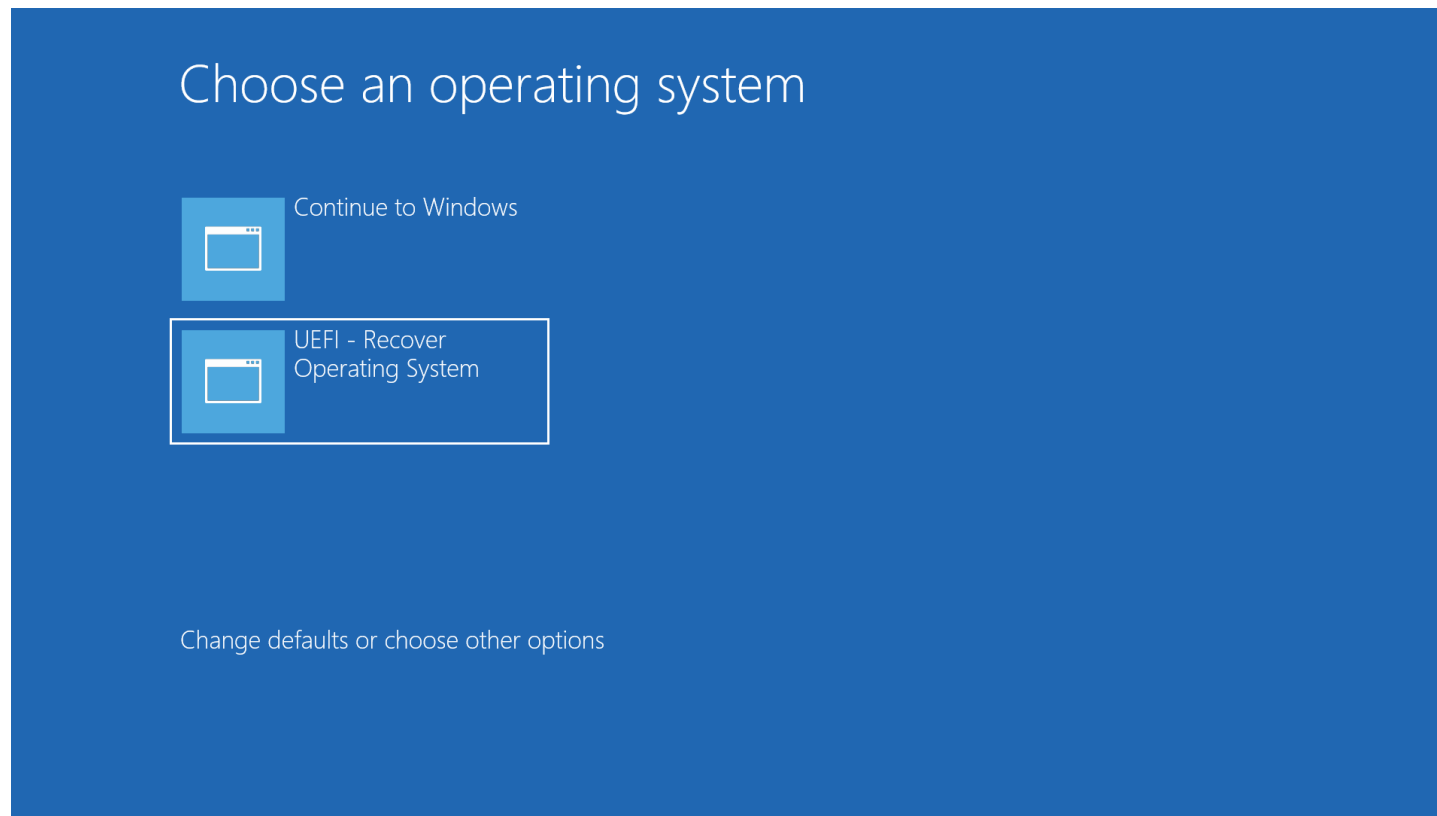 Choose an operating system
Continue to Windows
UEFI - Recover
Operating System
Change defaults or choose other options